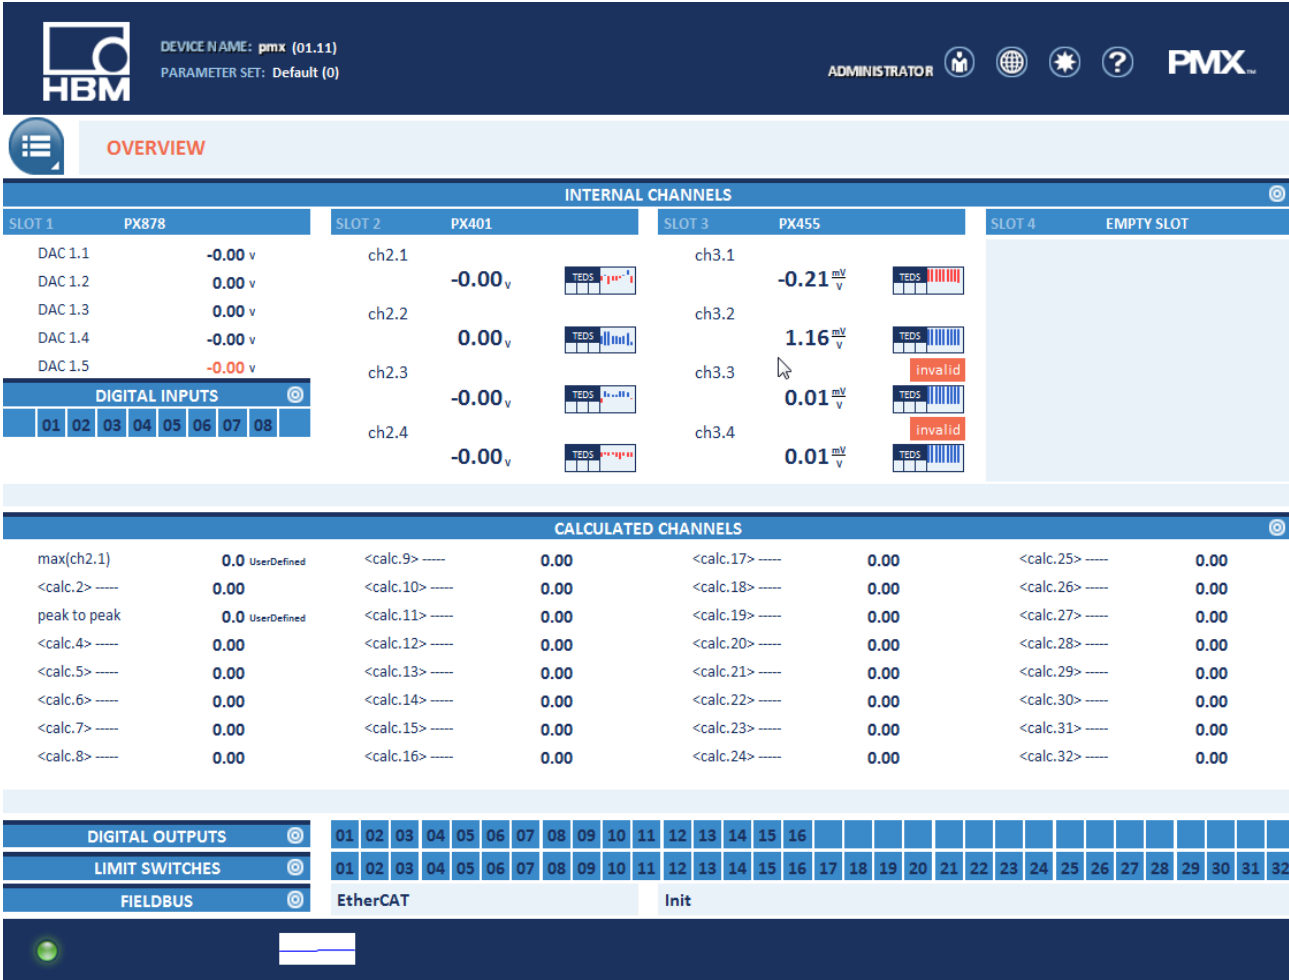 HBM
DEVICE NAME: pmx (01.11)
PARAMETER SET: Default (0)
ADMINISTRATOR
?
PMX™
OVERVIEW
INTERNAL CHANNELS
SLOT 1 PX878
DAC 1.1 -0.00 V
DAC 1.2 0.00 V
DAC 1.3 0.00 V
DAC 1.4 -0.00 V
DAC 1.5 -0.00 V
DIGITAL INPUTS
01 02 03 04 05 06 07 08
SLOT 2 PX401
ch2.1
-0.00 V TEDS
ch2.2
0.00 V TEDS
ch2.3
-0.00 V TEDS
ch2.4
-0.00 V TEDS
SLOT 3 PX455
ch3.1
-0.21 mV/V TEDS
ch3.2
1.16 mV/V TEDS
ch3.3 invalid
0.01 mV/V TEDS
ch3.4 invalid
0.01 mV/V TEDS
SLOT 4 EMPTY SLOT
CALCULATED CHANNELS
max(ch2.1) 0.0 UserDefined <calc.9> ----- 0.00 <calc.17> ----- 0.00 <calc.25> ----- 0.00
<calc.2> ----- 0.00 <calc.10> ----- 0.00 <calc.18> ----- 0.00 <calc.26> ----- 0.00
peak to peak 0.0 UserDefined <calc.11> ----- 0.00 <calc.19> ----- 0.00 <calc.27> ----- 0.00
<calc.4> ----- 0.00 <calc.12> ----- 0.00 <calc.20> ----- 0.00 <calc.28> ----- 0.00
<calc.5> ----- 0.00 <calc.13> ----- 0.00 <calc.21> ----- 0.00 <calc.29> ----- 0.00
<calc.6> ----- 0.00 <calc.14> ----- 0.00 <calc.22> ----- 0.00 <calc.30> ----- 0.00
<calc.7> ----- 0.00 <calc.15> ----- 0.00 <calc.23> ----- 0.00 <calc.31> ----- 0.00
<calc.8> ----- 0.00 <calc.16> ----- 0.00 <calc.24> ----- 0.00 <calc.32> ----- 0.00
DIGITAL OUTPUTS 01 02 03 04 05 06 07 08 09 10 11 12 13 14 15 16
LIMIT SWITCHES 01 02 03 04 05 06 07 08 09 10 11 12 13 14 15 16 17 18 19 20 21 22 23 24 25 26 27 28 29 30 31 32
FIELDBUS EtherCAT Init